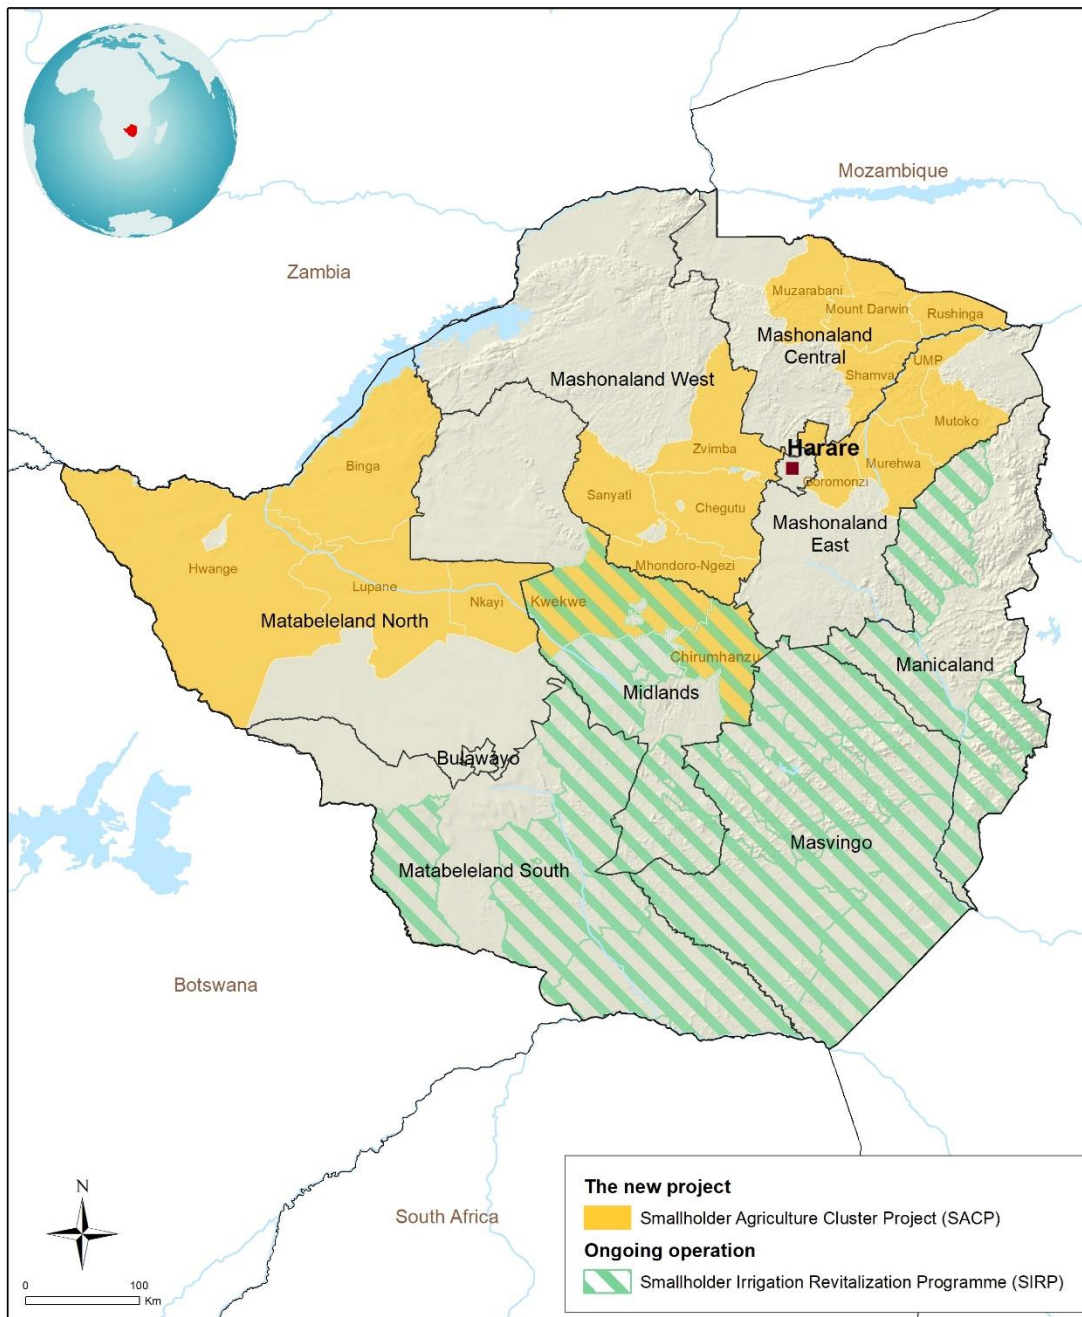 Mozambique
Zambia
Muzarabani
Mount Darwin
Rushinga
Mashonaland
Central
UMP
Shamva
Mashonaland West
Mutoko
Zvimba
Harare
Binga
Murehwa
Goromonzi
Sanyati
Chegutu
Mashonaland
East
Hwange
Mhondoro-Ngezi
Lupane
Nkayi
Kwekwe
Matabeleland North
Chirumhanzu
Manicaland
Midlands
Bulawayo
Masvingo
Matabeleland South
Botswana
South Africa
N
0 100
Km
The new project
Smallholder Agriculture Cluster Project (SACP)
Ongoing operation
Smallholder Irrigation Revitalization Programme (SIRP)